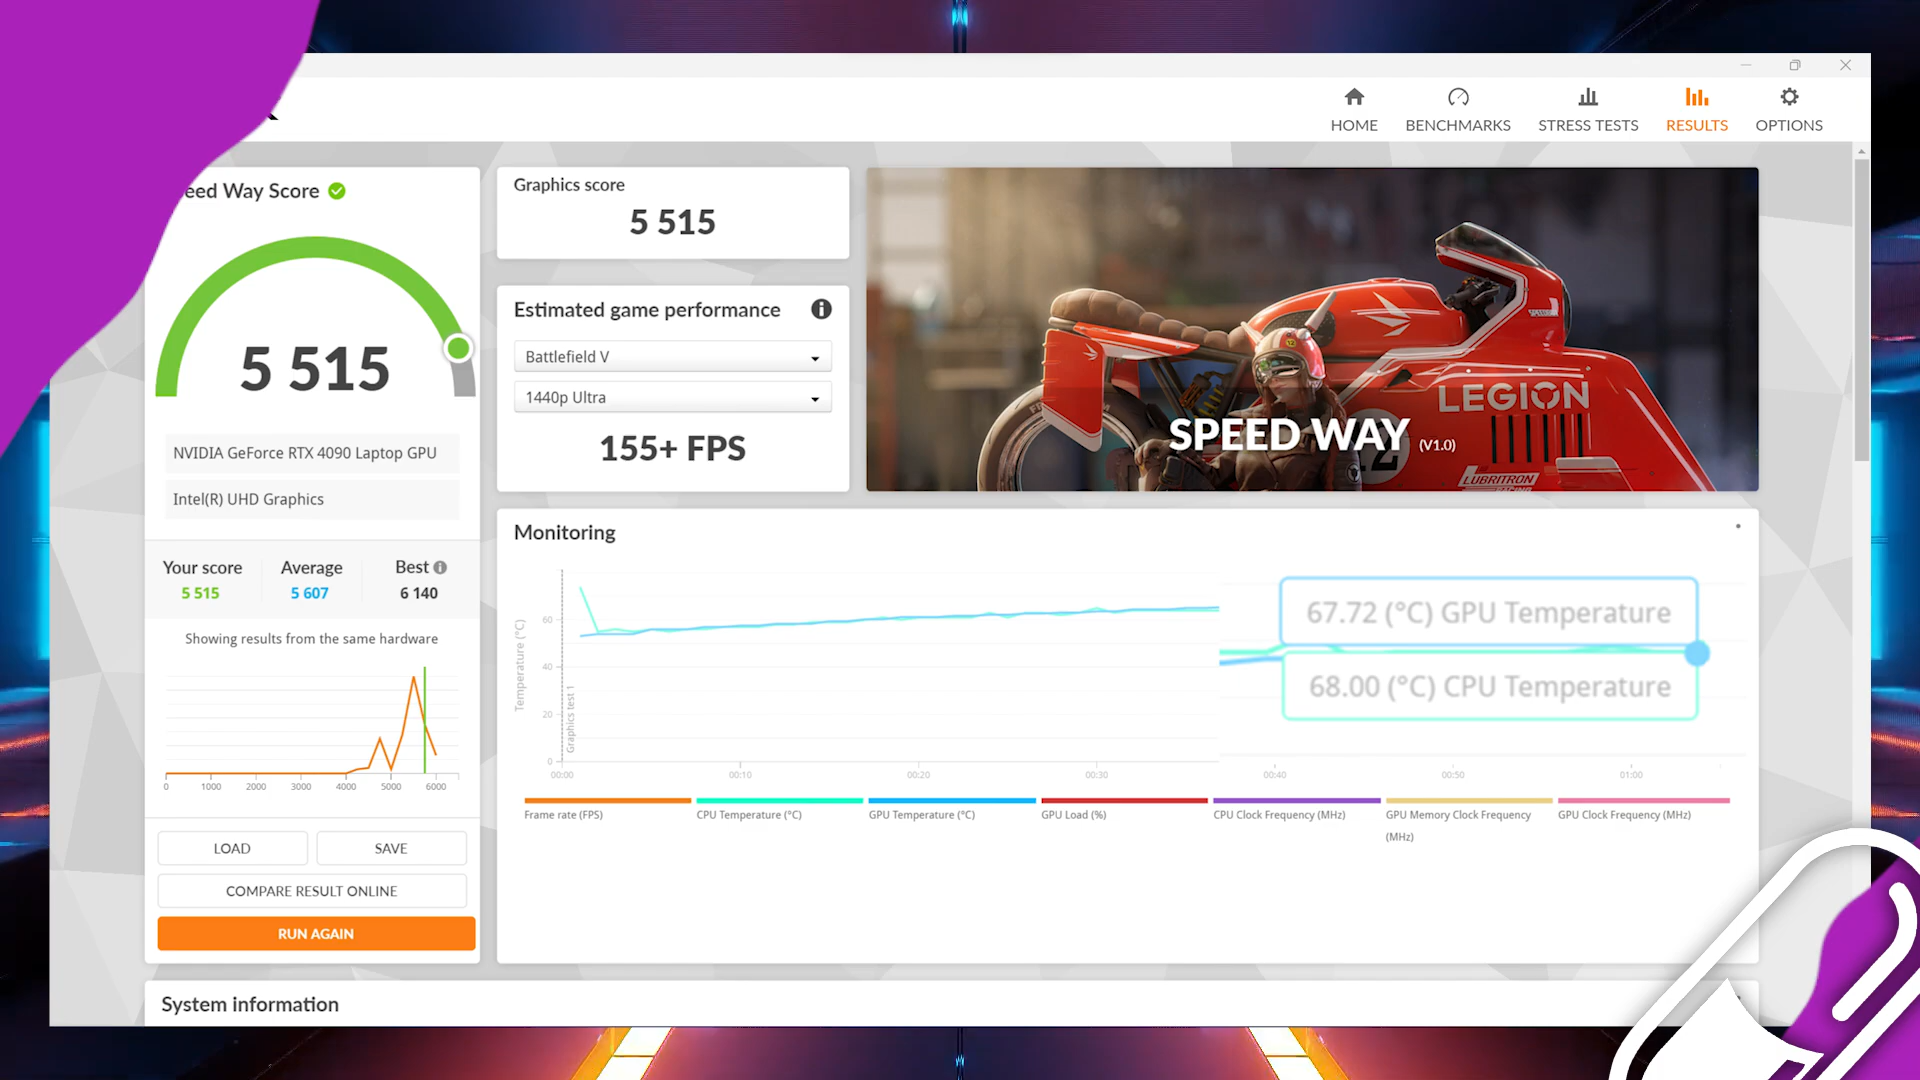 HOME
BENCHMARKS
STRESS TESTS
RESULTS
OPTIONS
eed Way Score
5 515
NVIDIA GeForce RTX 4090 Laptop GPU
Intel(R) UHD Graphics
Your score
Average
Best
5 515
5 607
6 140
Showing results from the same hardware
0
1000
2000
3000
4000
5000
6000
LOAD
SAVE
COMPARE RESULT ONLINE
RUN AGAIN
Graphics score
5 515
Estimated game performance
Battlefield V
1440p Ultra
155+ FPS
LEGION
SPEED WAY (V1.0)
LUBRITRON
RACING
Monitoring
Temperature (°C)
60
40
20
0
Graphics test 1
00:00
00:10
00:20
00:30
00:40
00:50
01:00
67.72 (°C) GPU Temperature
68.00 (°C) CPU Temperature
Frame rate (FPS)
CPU Temperature (°C)
GPU Temperature (°C)
GPU Load (%)
CPU Clock Frequency (MHz)
GPU Memory Clock Frequency
(MHz)
GPU Clock Frequency (MHz)
System information